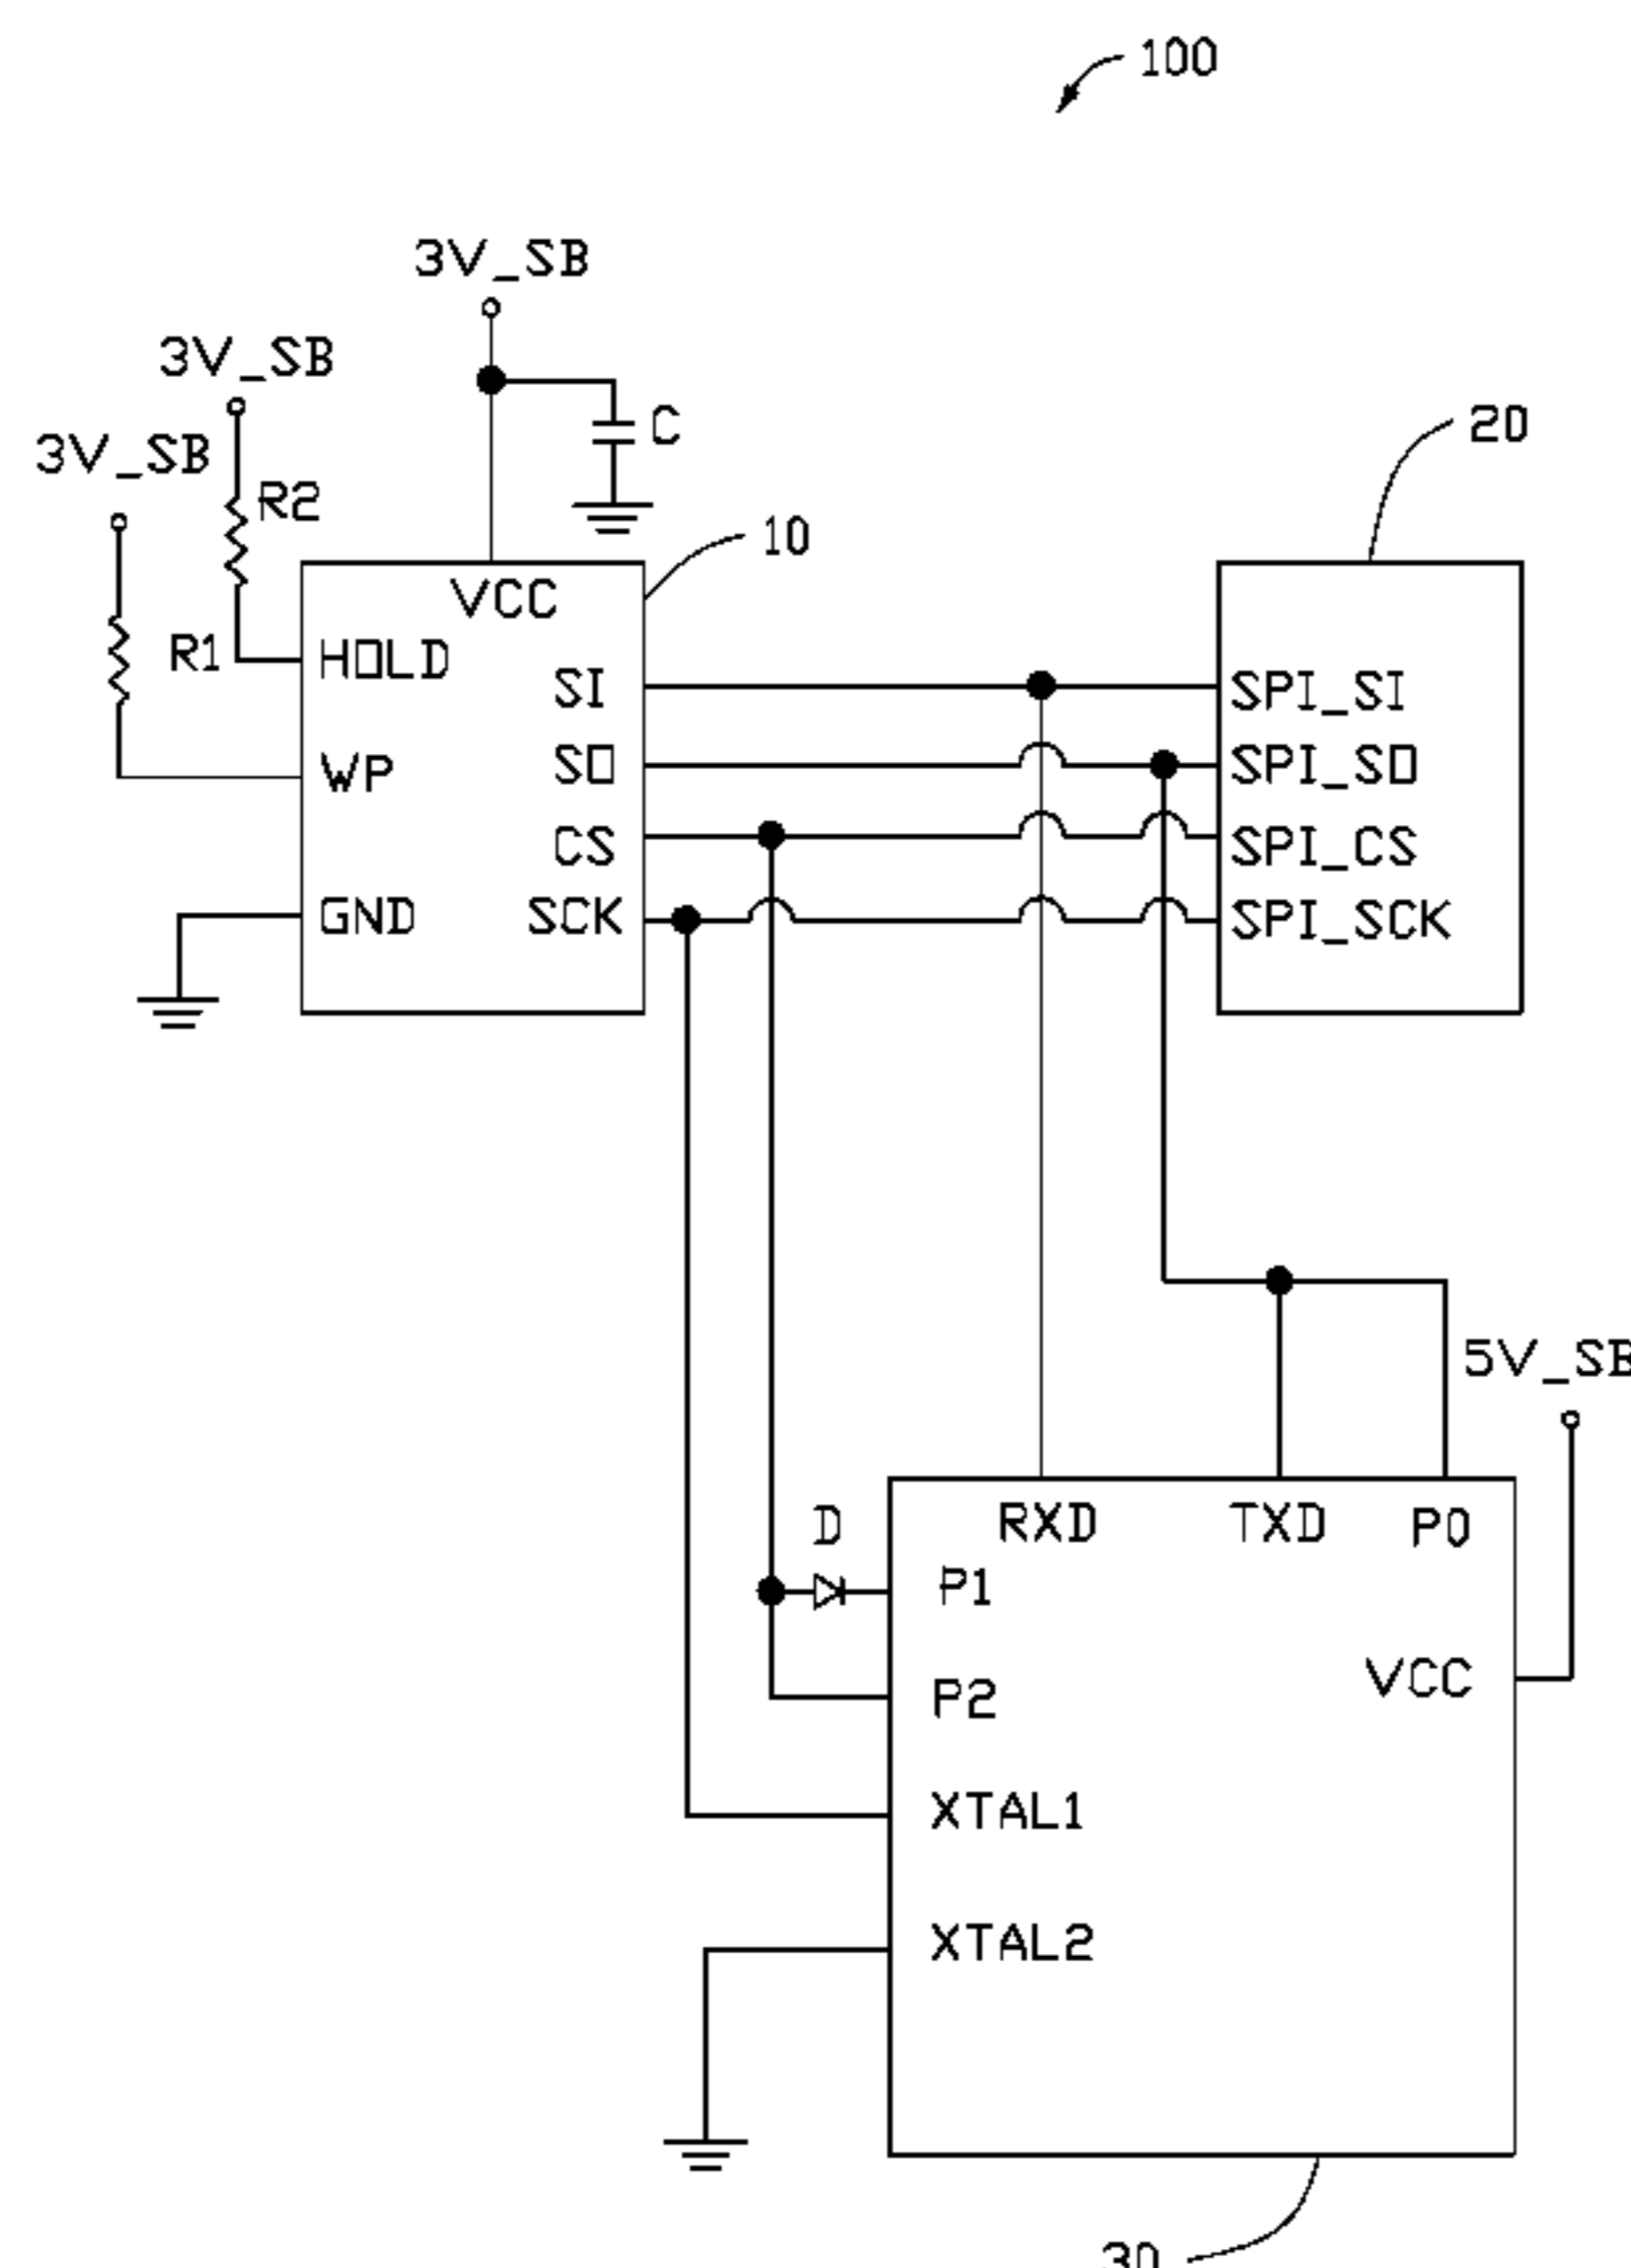 100
3V_SB
3V_SB
3V_SB
C
20
R2
10
VCC
R1
HOLD
SI
SPI_SI
WP
SO
SPI_SO
CS
SPI_CS
GND
SCK
SPI_SCK
5V_SB
D
RXD
TXD
P0
P1
VCC
P2
XTAL1
XTAL2
30